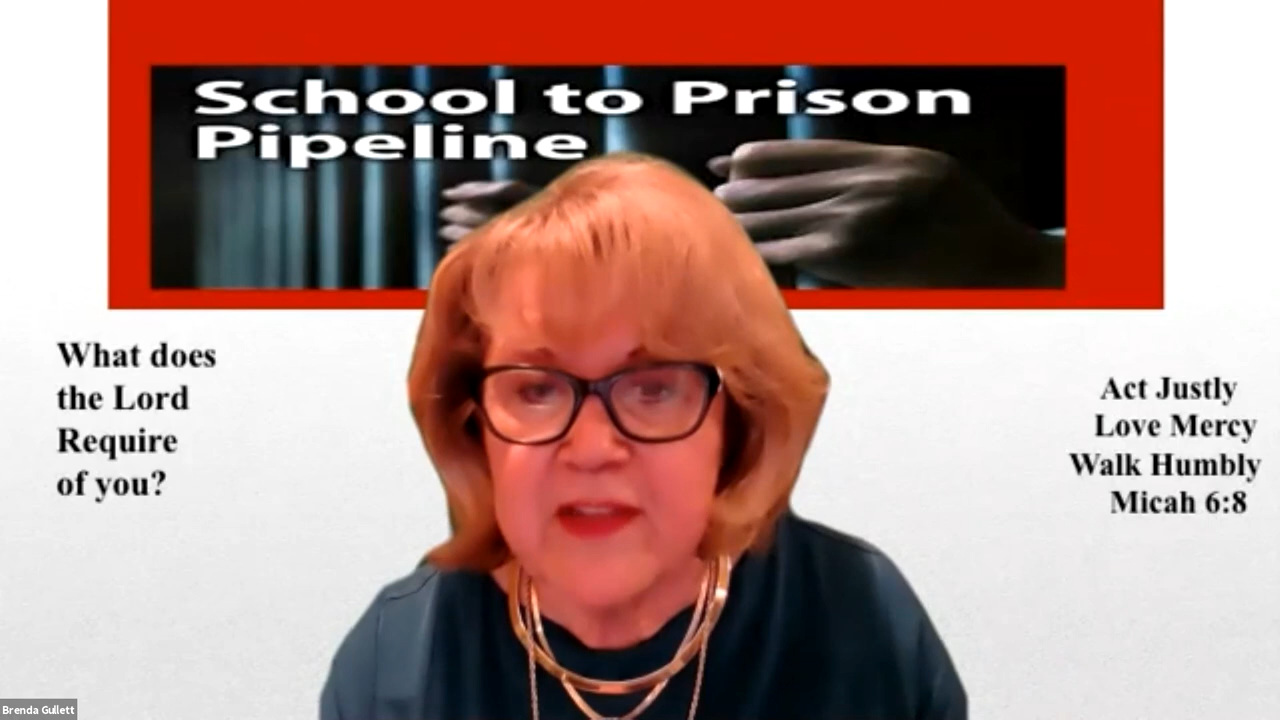 School to Prison
Pipeline
What does
the Lord
Require
of you?
Act Justly
Love Mercy
Walk Humbly
Micah 6:8
Brenda Gullett